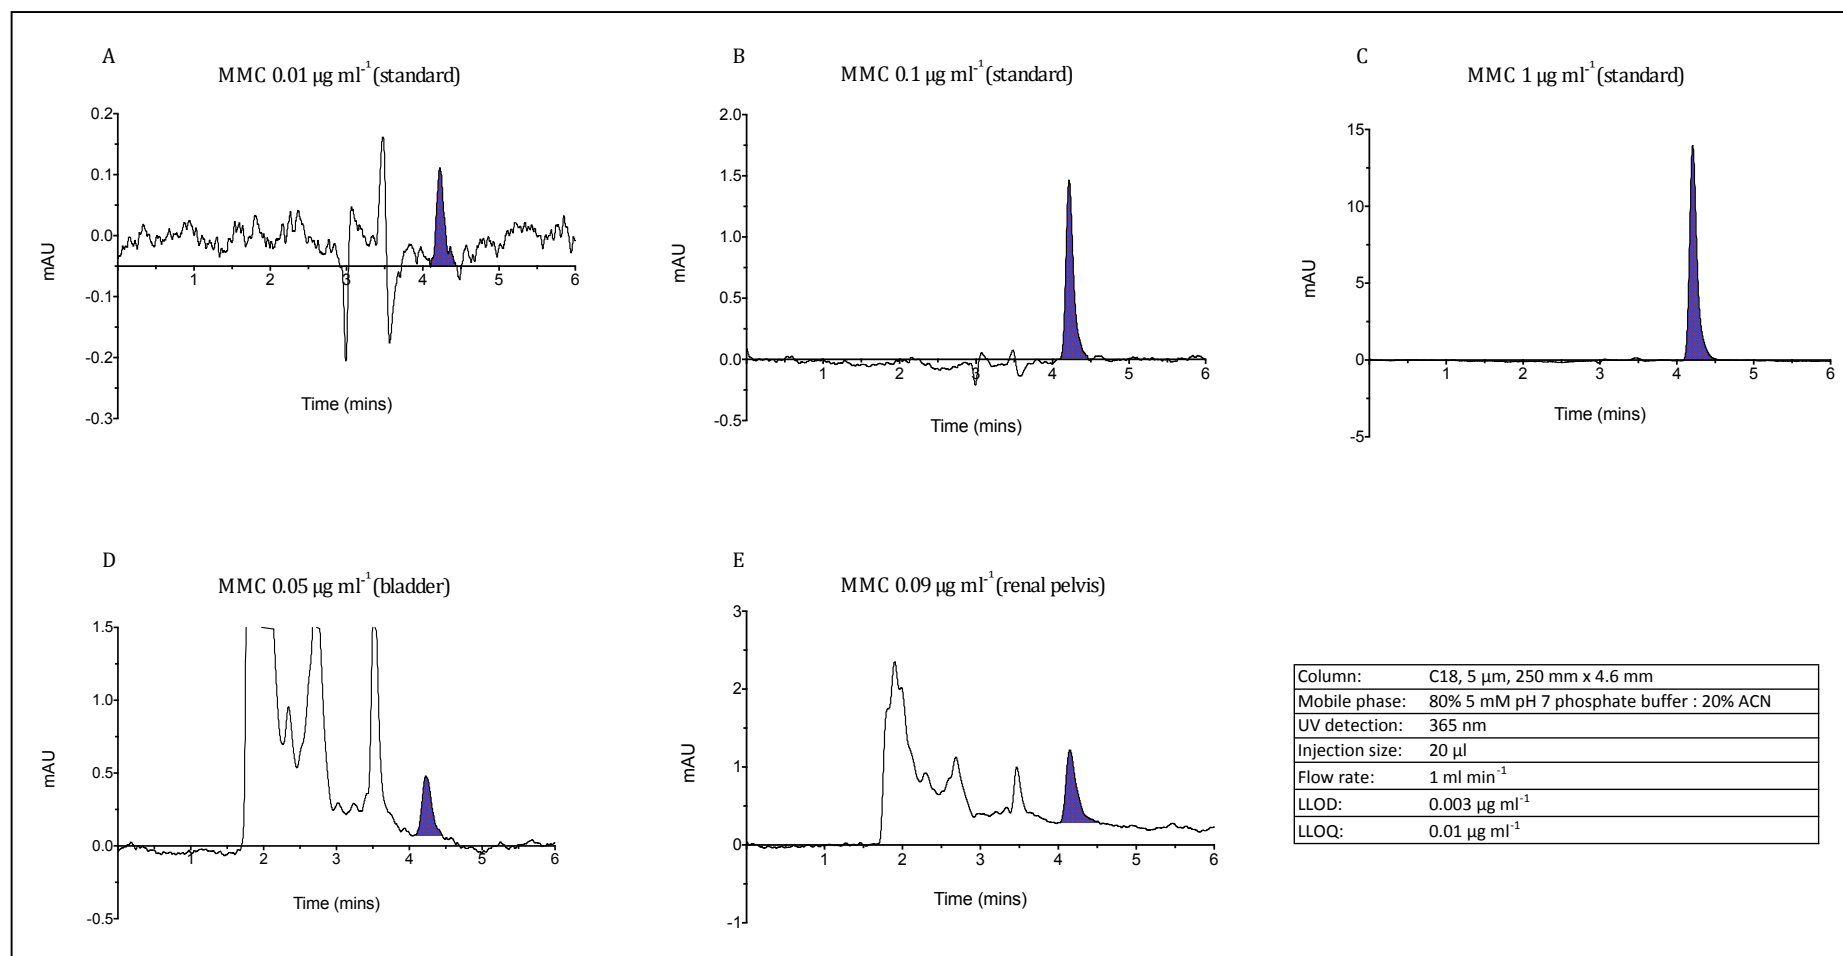 A
MMC 0.01 µg ml⁻¹ (standard)
0.2
0.1
0.0
-0.1
-0.2
-0.3
mAU
1 2 3 4 5 6
Time (mins)
B
MMC 0.1 µg ml⁻¹ (standard)
2.0
1.5
1.0
0.5
0.0
-0.5
mAU
1 2 3 4 5 6
Time (mins)
C
MMC 1 µg ml⁻¹ (standard)
15
10
5
0
-5
mAU
1 2 3 4 5 6
Time (mins)
D
MMC 0.05 µg ml⁻¹ (bladder)
1.5
1.0
0.5
0.0
-0.5
mAU
1 2 3 4 5 6
Time (mins)
E
MMC 0.09 µg ml⁻¹ (renal pelvis)
3
2
1
0
-1
mAU
1 2 3 4 5 6
Time (mins)
Column: C18, 5 µm, 250 mm x 4.6 mm
Mobile phase: 80% 5 mM pH 7 phosphate buffer : 20% ACN
UV detection: 365 nm
Injection size: 20 µl
Flow rate: 1 ml min⁻¹
LLOD: 0.003 µg ml⁻¹
LLOQ: 0.01 µg ml⁻¹